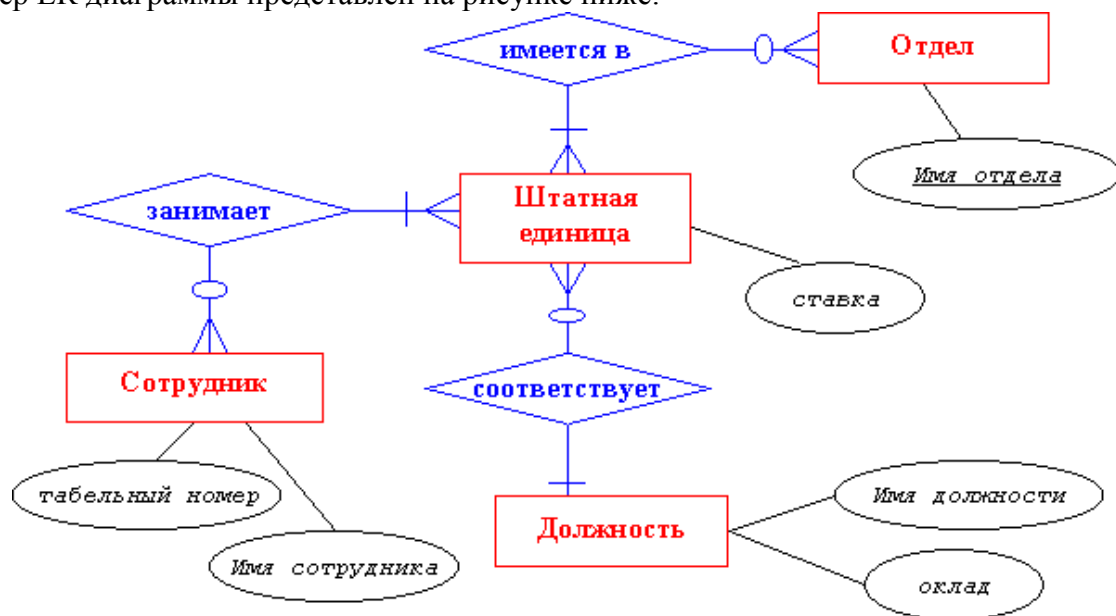 ер ER диаграммы представлен на рисунке ниже.
имеется в
Отдел
Имя отдела
занимает
Штатная
единица
ставка
Сотрудник
соответствует
табельный номер
Имя сотрудника
Должность
Имя должности
оклад